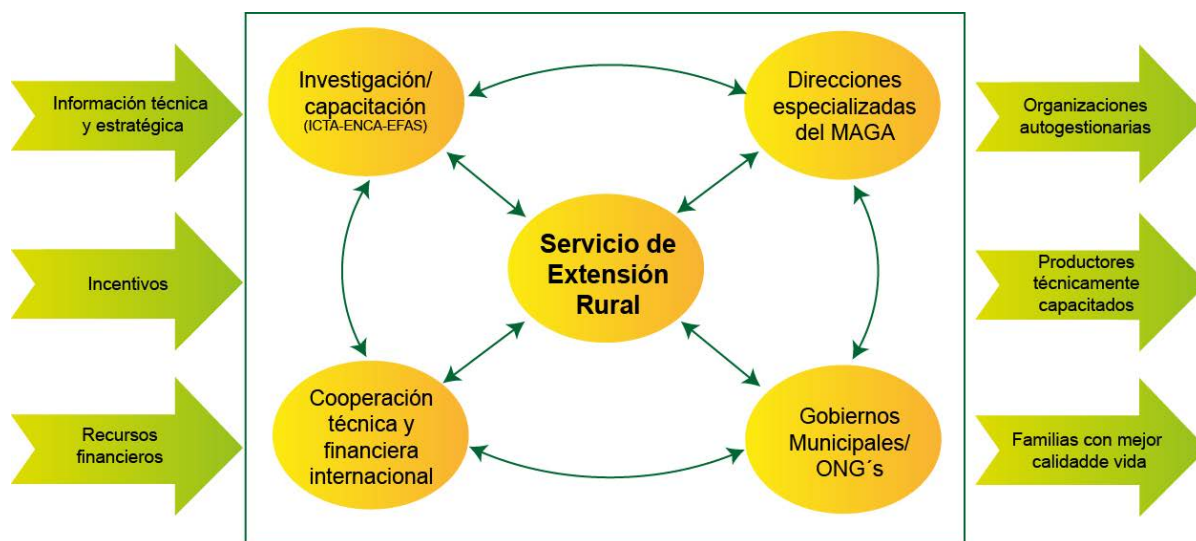 Información técnica
y estratégica
Incentivos
Recursos
financieros
Investigación/
capacitación
(ICTA-ENCA-EFAS)
Direcciones
especializadas
del MAGA
Servicio de
Extensión
Rural
Cooperación
técnica y
financiera
internacional
Gobiernos
Municipales/
ONG´s
Organizaciones
autogestionarias
Productores
técnicamente
capacitados
Familias con mejor
calidadde vida